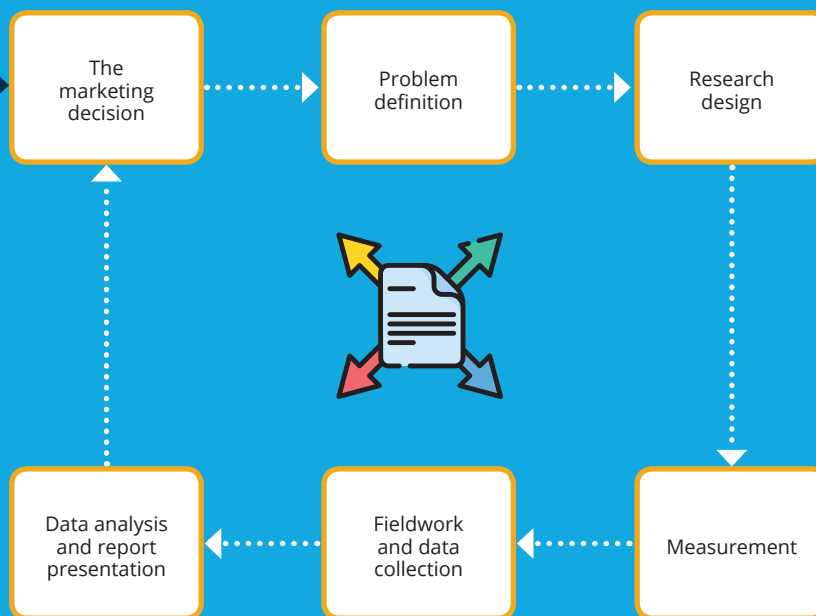 The
marketing
decision
Problem
definition
Research
design
Measurement
Fieldwork
and data
collection
Data analysis
and report
presentation